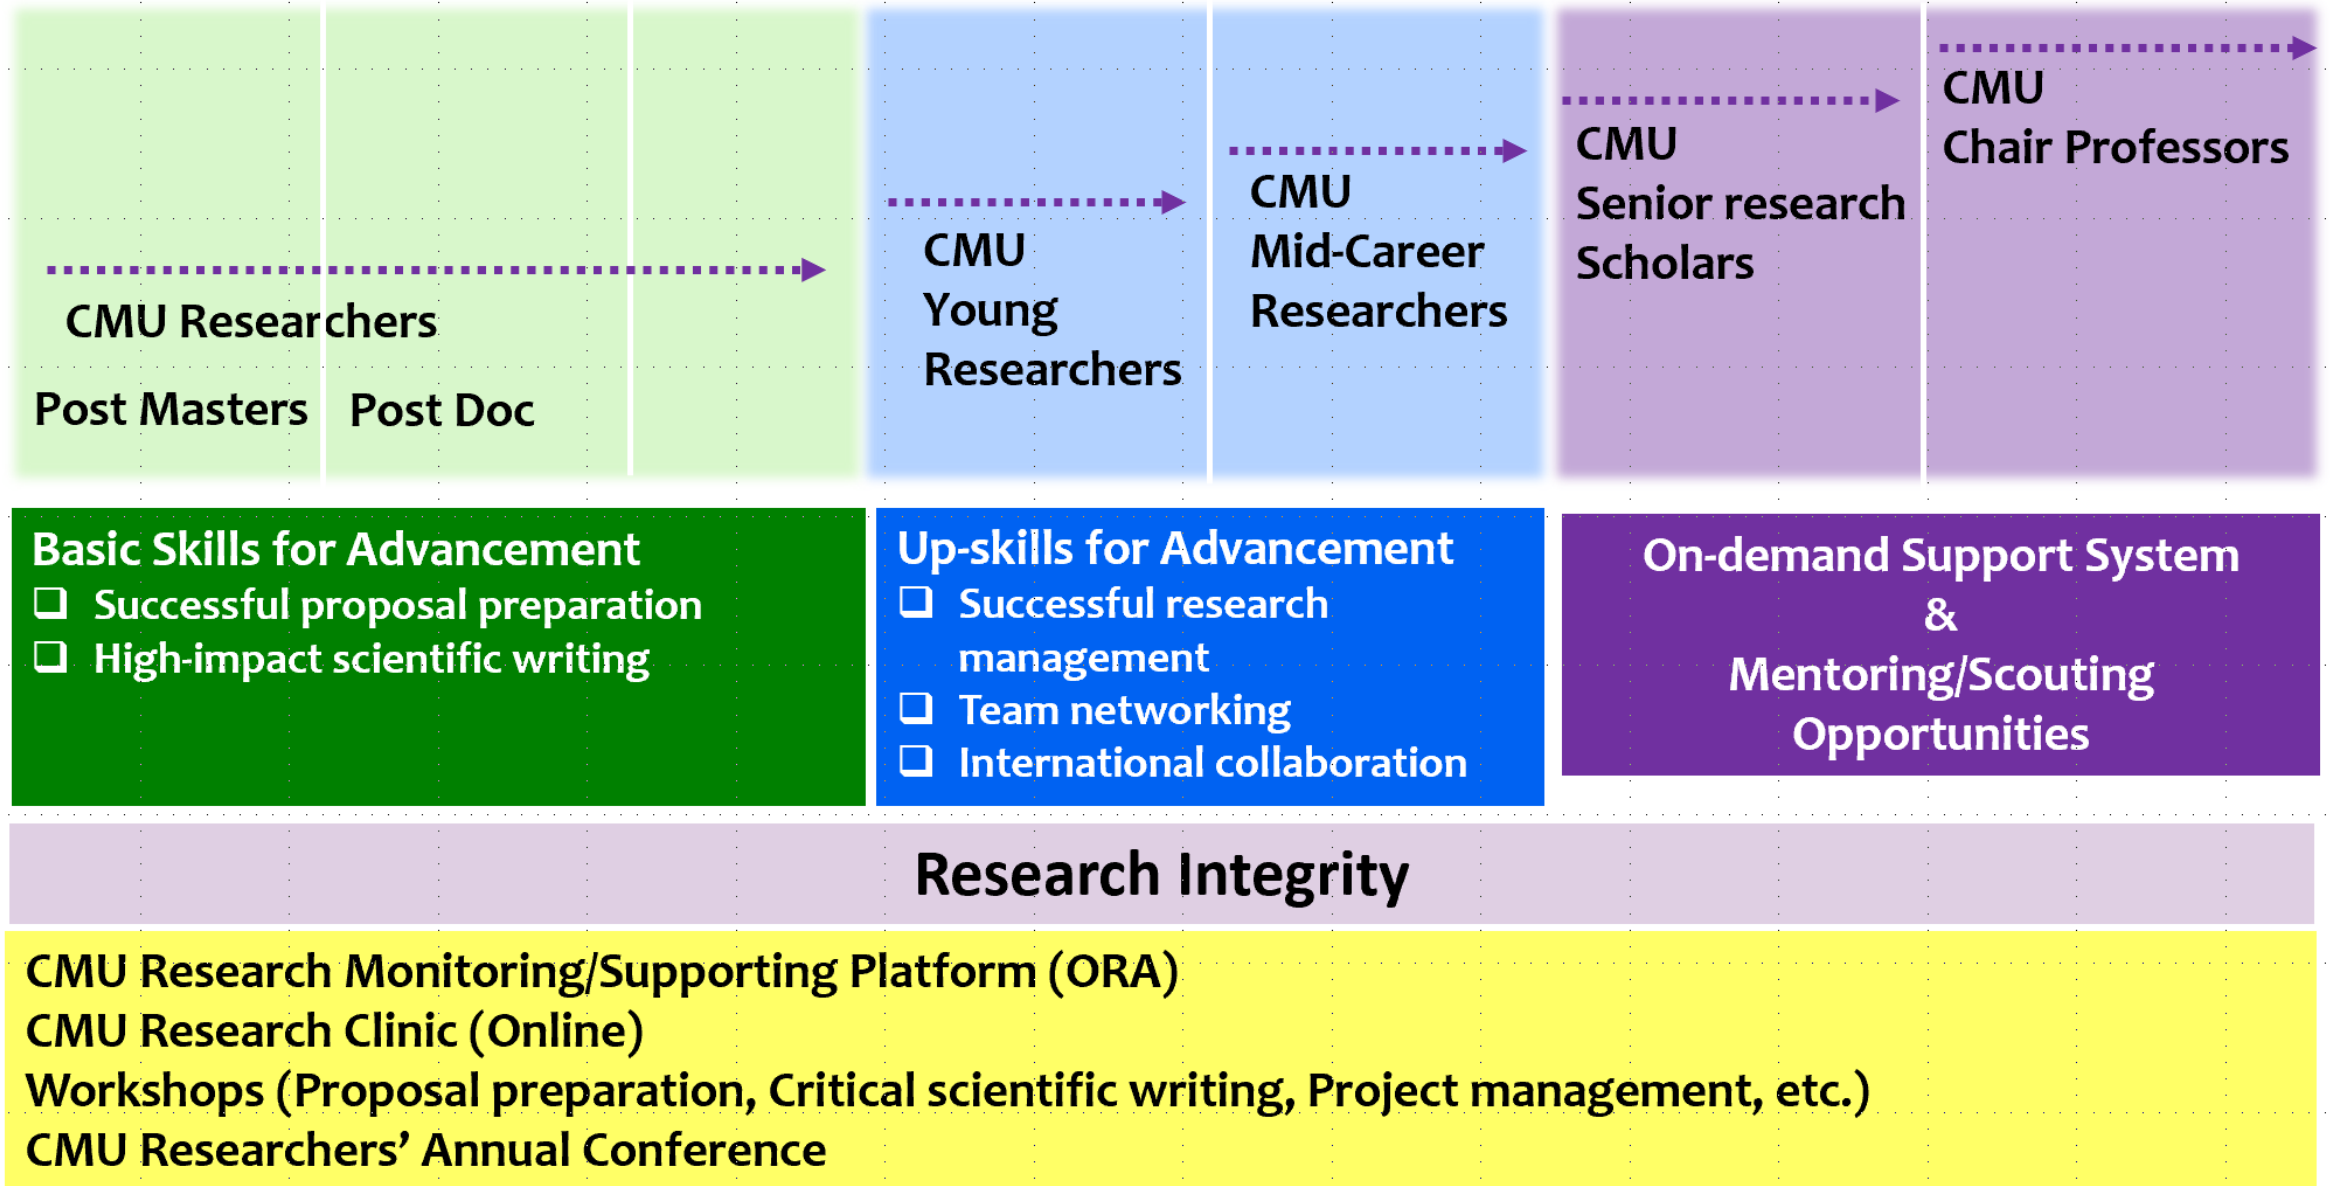 CMU Researchers
Post Masters
Post Doc
CMU
Young
Researchers
CMU
Mid-Career
Researchers
CMU
Senior research
Scholars
CMU
Chair Professors
Basic Skills for Advancement
❑ Successful proposal preparation
❑ High-impact scientific writing
Up-skills for Advancement
❑ Successful research
management
❑ Team networking
❑ International collaboration
On-demand Support System
&
Mentoring/Scouting
Opportunities
Research Integrity
CMU Research Monitoring/Supporting Platform (ORA)
CMU Research Clinic (Online)
Workshops (Proposal preparation, Critical scientific writing, Project management, etc.)
CMU Researchers’ Annual Conference